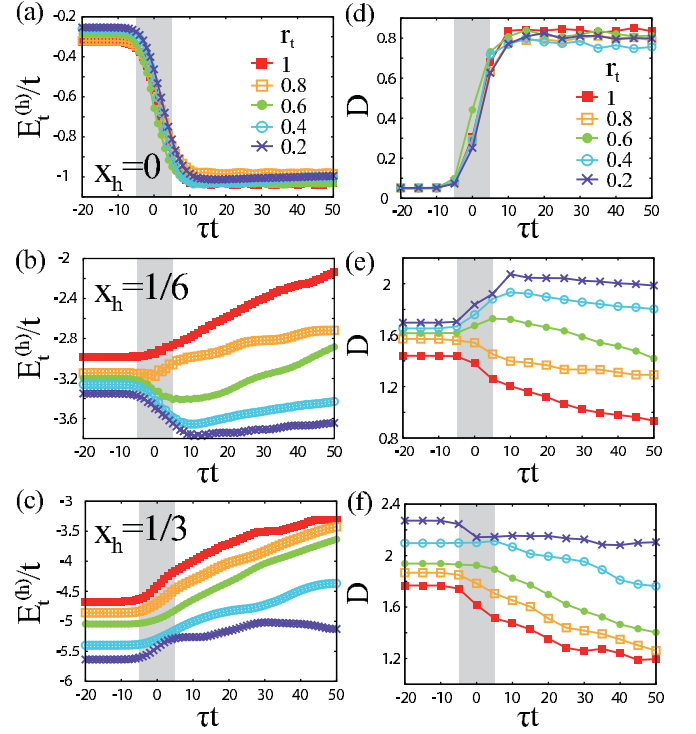 (a)
E_t^(h)/t
-0.2
-0.4
-0.6
-0.8
-1
x_h=0
r_t
1
0.8
0.6
0.4
0.2
-20 -10 0 10 20 30 40 50
τt
(d)
D
0.8
0.6
0.4
0.2
0
r_t
1
0.8
0.6
0.4
0.2
-20 -10 0 10 20 30 40 50
τt
(b)
E_t^(h)/t
-2
-2.4
-2.8
-3.2
-3.6
x_h=1/6
-20 -10 0 10 20 30 40 50
τt
(e)
D
2
1.6
1.2
0.8
-20 -10 0 10 20 30 40 50
τt
(c)
E_t^(h)/t
-3
-3.5
-4
-4.5
-5
-5.5
-6
x_h=1/3
-20 -10 0 10 20 30 40 50
τt
(f)
D
2.4
2
1.6
1.2
-20 -10 0 10 20 30 40 50
τt